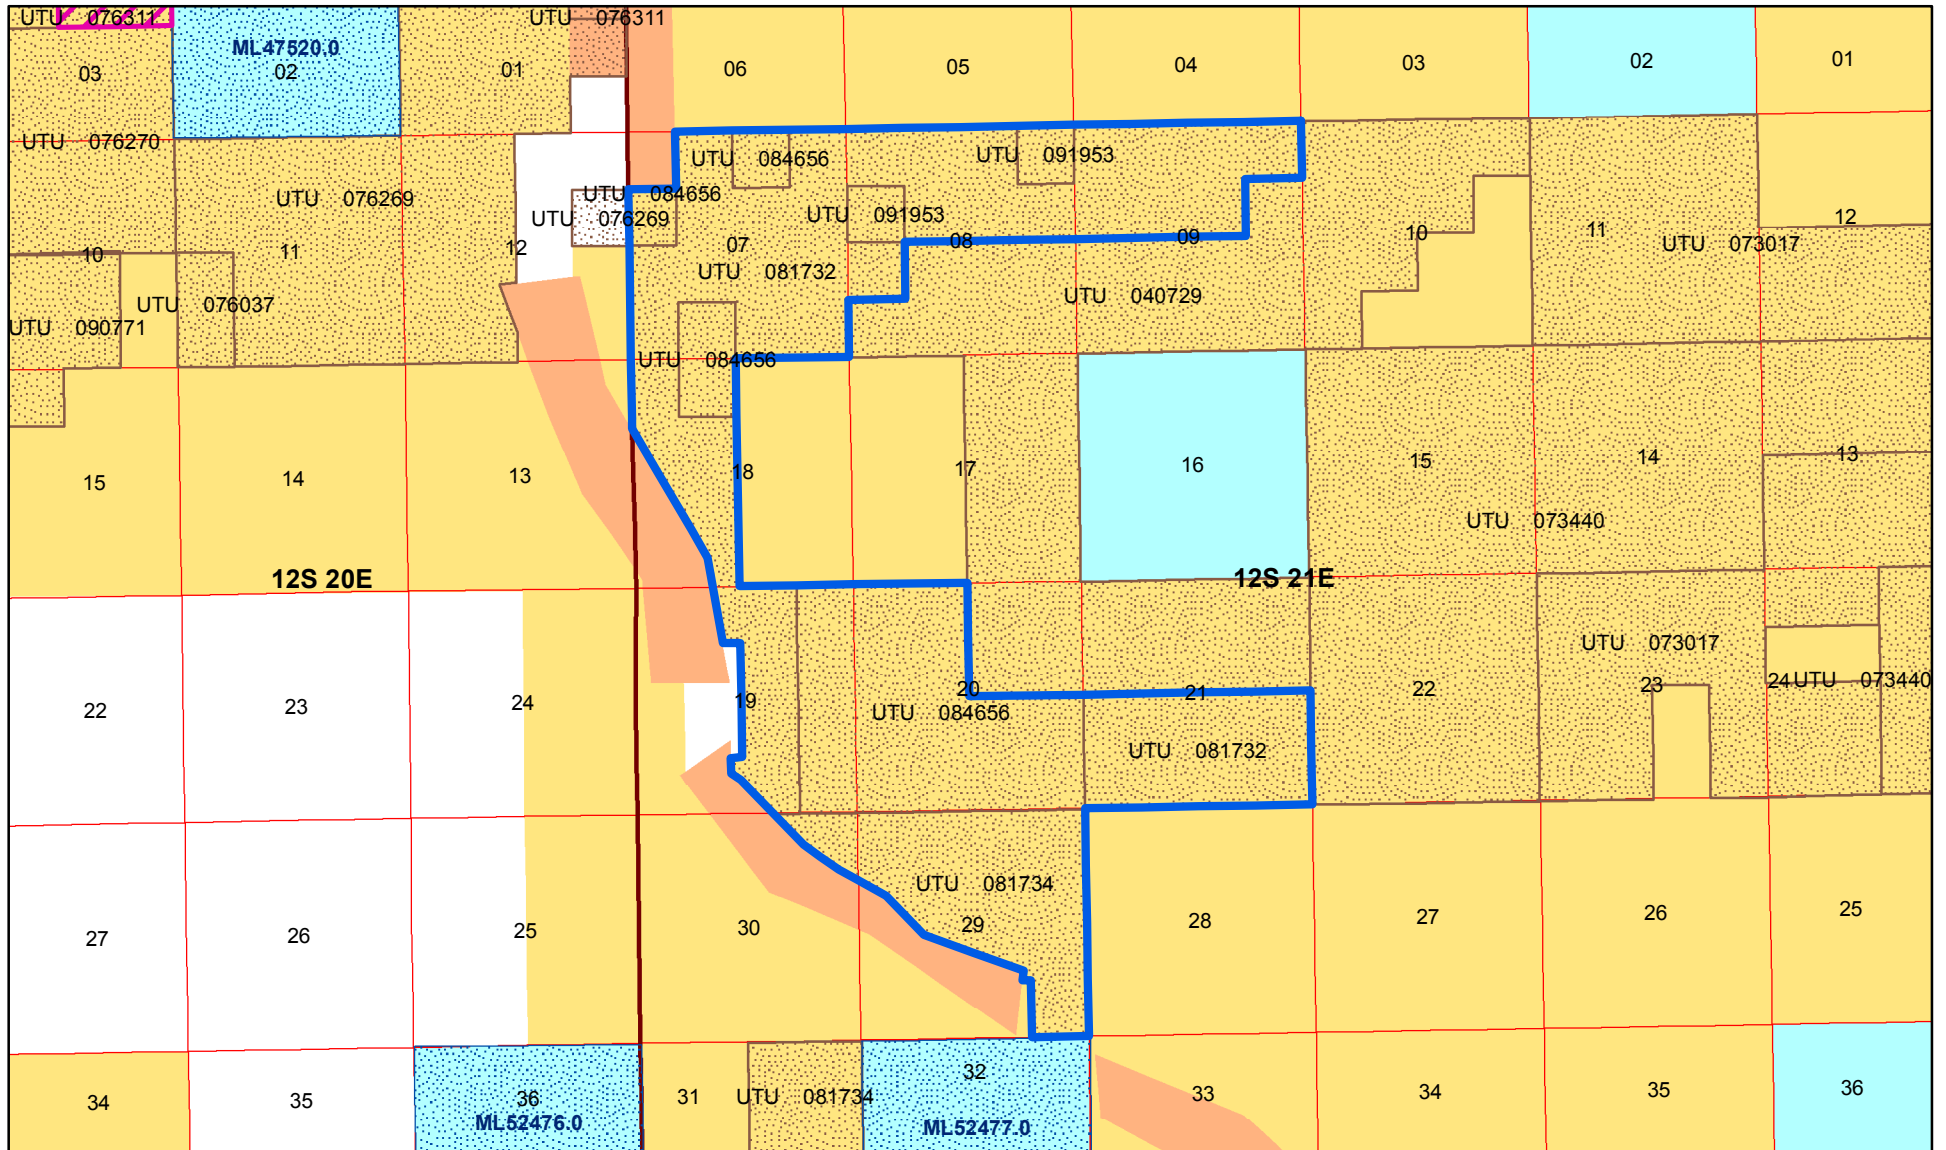 UTU 076311
UTU 076311
ML47520.0
03
02
01
06
05
04
03
02
01
UTU 076270
UTU 084656
UTU 091953
UTU 076269
UTU 084656
UTU 076269
UTU 091953
10
11
12
07
08
09
10
11
12
UTU 073017
UTU 081732
UTU 076037
UTU 040729
UTU 090771
UTU 084656
15
14
13
18
17
16
15
14
13
UTU 073440
12S 20E
12S 21E
UTU 073017
22
23
24
19
20
21
22
23
24
UTU 073440
UTU 084656
UTU 081732
UTU 081734
27
26
25
30
29
28
27
26
25
34
35
36
31
UTU 081734
32
33
34
35
36
ML52476.0
ML52477.0